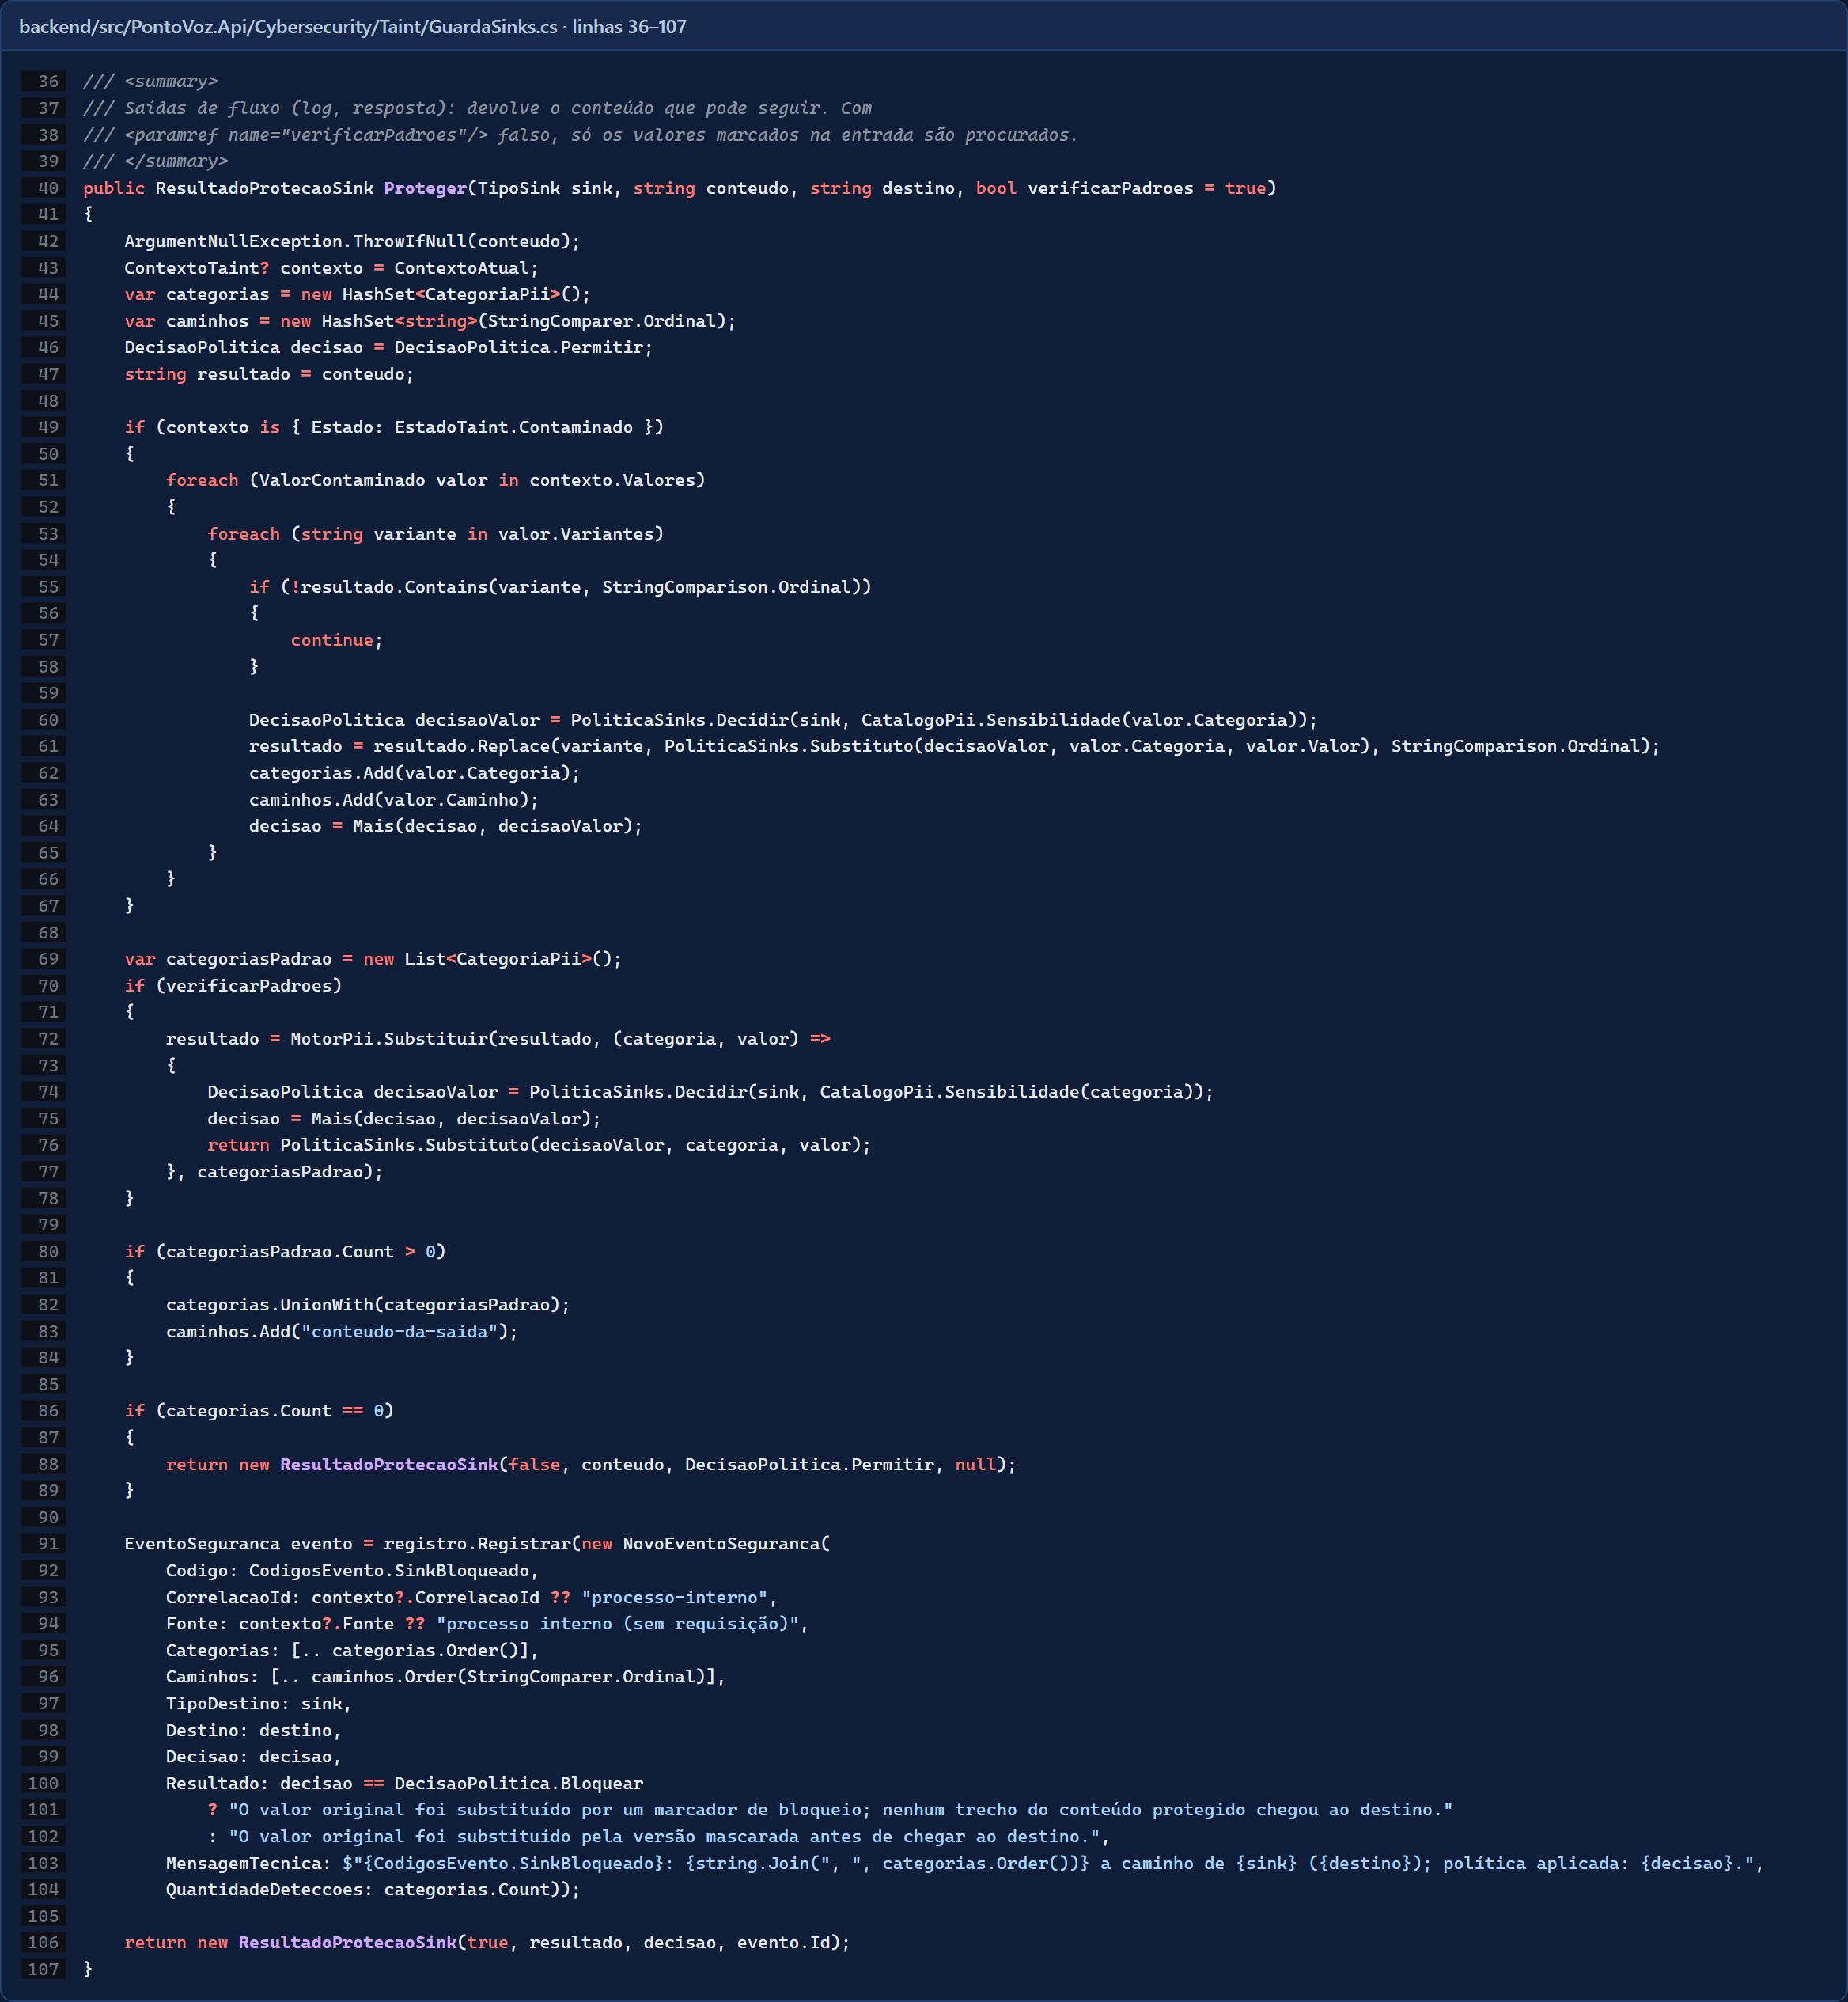 backend/src/PontoVoz.Api/Cybersecurity/Taint/GuardaSinks.cs · linhas 36–107
36 /// <summary>
37 /// Saídas de fluxo (log, resposta): devolve o conteúdo que pode seguir. Com
38 /// <paramref name="verificarPadroes"/> falso, só os valores marcados na entrada são procurados.
39 /// </summary>
40 public ResultadoProtecaoSink Proteger(TipoSink sink, string conteudo, string destino, bool verificarPadroes = true)
41 {
42     ArgumentNullException.ThrowIfNull(conteudo);
43     ContextoTaint? contexto = ContextoAtual;
44     var categorias = new HashSet<CategoriaPii>();
45     var caminhos = new HashSet<string>(StringComparer.Ordinal);
46     DecisaoPolitica decisao = DecisaoPolitica.Permitir;
47     string resultado = conteudo;
48
49     if (contexto is { Estado: EstadoTaint.Contaminado })
50     {
51         foreach (ValorContaminado valor in contexto.Valores)
52         {
53             foreach (string variante in valor.Variantes)
54             {
55                 if (!resultado.Contains(variante, StringComparison.Ordinal))
56                 {
57                     continue;
58                 }
59
60                 DecisaoPolitica decisaoValor = PoliticaSinks.Decidir(sink, CatalogoPii.Sensibilidade(valor.Categoria));
61                 resultado = resultado.Replace(variante, PoliticaSinks.Substituto(decisaoValor, valor.Categoria, valor.Valor), StringComparison.Ordinal);
62                 categorias.Add(valor.Categoria);
63                 caminhos.Add(valor.Caminho);
64                 decisao = Mais(decisao, decisaoValor);
65             }
66         }
67     }
68
69     var categoriasPadrao = new List<CategoriaPii>();
70     if (verificarPadroes)
71     {
72         resultado = MotorPii.Substituir(resultado, (categoria, valor) =>
73         {
74             DecisaoPolitica decisaoValor = PoliticaSinks.Decidir(sink, CatalogoPii.Sensibilidade(categoria));
75             decisao = Mais(decisao, decisaoValor);
76             return PoliticaSinks.Substituto(decisaoValor, categoria, valor);
77         }, categoriasPadrao);
78     }
79
80     if (categoriasPadrao.Count > 0)
81     {
82         categorias.UnionWith(categoriasPadrao);
83         caminhos.Add("conteudo-da-saida");
84     }
85
86     if (categorias.Count == 0)
87     {
88         return new ResultadoProtecaoSink(false, conteudo, DecisaoPolitica.Permitir, null);
89     }
90
91     EventoSeguranca evento = registro.Registrar(new NovoEventoSeguranca(
92         Codigo: CodigosEvento.SinkBloqueado,
93         CorrelacaoId: contexto?.CorrelacaoId ?? "processo-interno",
94         Fonte: contexto?.Fonte ?? "processo interno (sem requisição)",
95         Categorias: [.. categorias.Order()],
96         Caminhos: [.. caminhos.Order(StringComparer.Ordinal)],
97         TipoDestino: sink,
98         Destino: destino,
99         Decisao: decisao,
100         Resultado: decisao == DecisaoPolitica.Bloquear
101             ? "O valor original foi substituído por um marcador de bloqueio; nenhum trecho do conteúdo protegido chegou ao destino."
102             : "O valor original foi substituído pela versão mascarada antes de chegar ao destino.",
103         MensagemTecnica: $"{CodigosEvento.SinkBloqueado}: {string.Join(", ", categorias.Order())} a caminho de {sink} ({destino}); política aplicada: {decisao}.",
104         QuantidadeDeteccoes: categorias.Count));
105
106     return new ResultadoProtecaoSink(true, resultado, decisao, evento.Id);
107 }